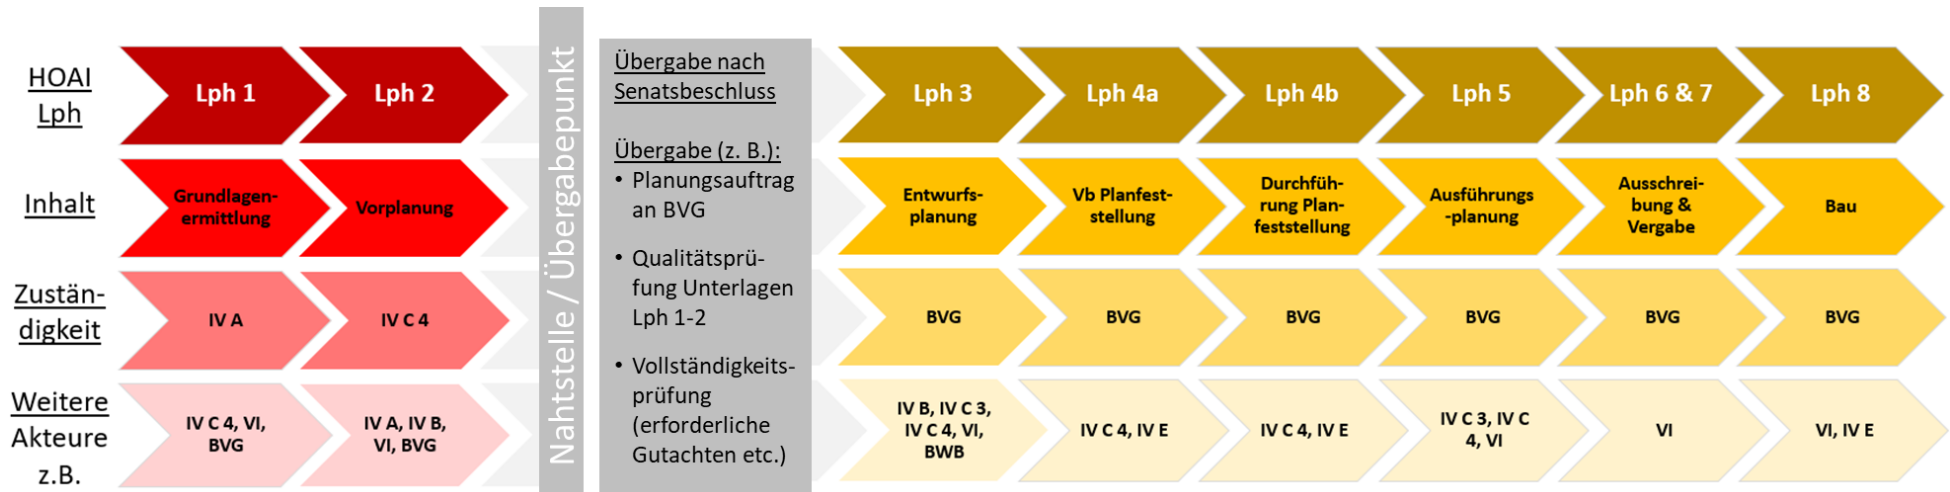 HOAI
Lph
Lph 1
Lph 2
Inhalt
Grundlagen-
ermittlung
Vorplanung
Zustän-
digkeit
IV A
IV C 4
Weitere
Akteure
z.B.
IV C 4, VI,
BVG
IV A, IV B,
VI, BVG
Nahtstelle / Übergabepunkt
Übergabe nach
Senatsbeschluss
Übergabe (z. B.):
• Planungsauftrag
an BVG
• Qualitätsprü-
fung Unterlagen
Lph 1-2
• Vollständigkeits-
prüfung
(erforderliche
Gutachten etc.)
Lph 3
Lph 4a
Lph 4b
Lph 5
Lph 6 & 7
Lph 8
Entwurfs-
planung
Vb Planfest-
stellung
Durchfüh-
rung Plan-
feststellung
Ausführungs
-planung
Ausschrei-
bung &
Vergabe
Bau
BVG
BVG
BVG
BVG
BVG
BVG
IV B, IV C 3,
IV C 4, VI,
BWB
IV C 4, IV E
IV C 4, IV E
IV C 3, IV C
4, VI
VI
VI, IV E